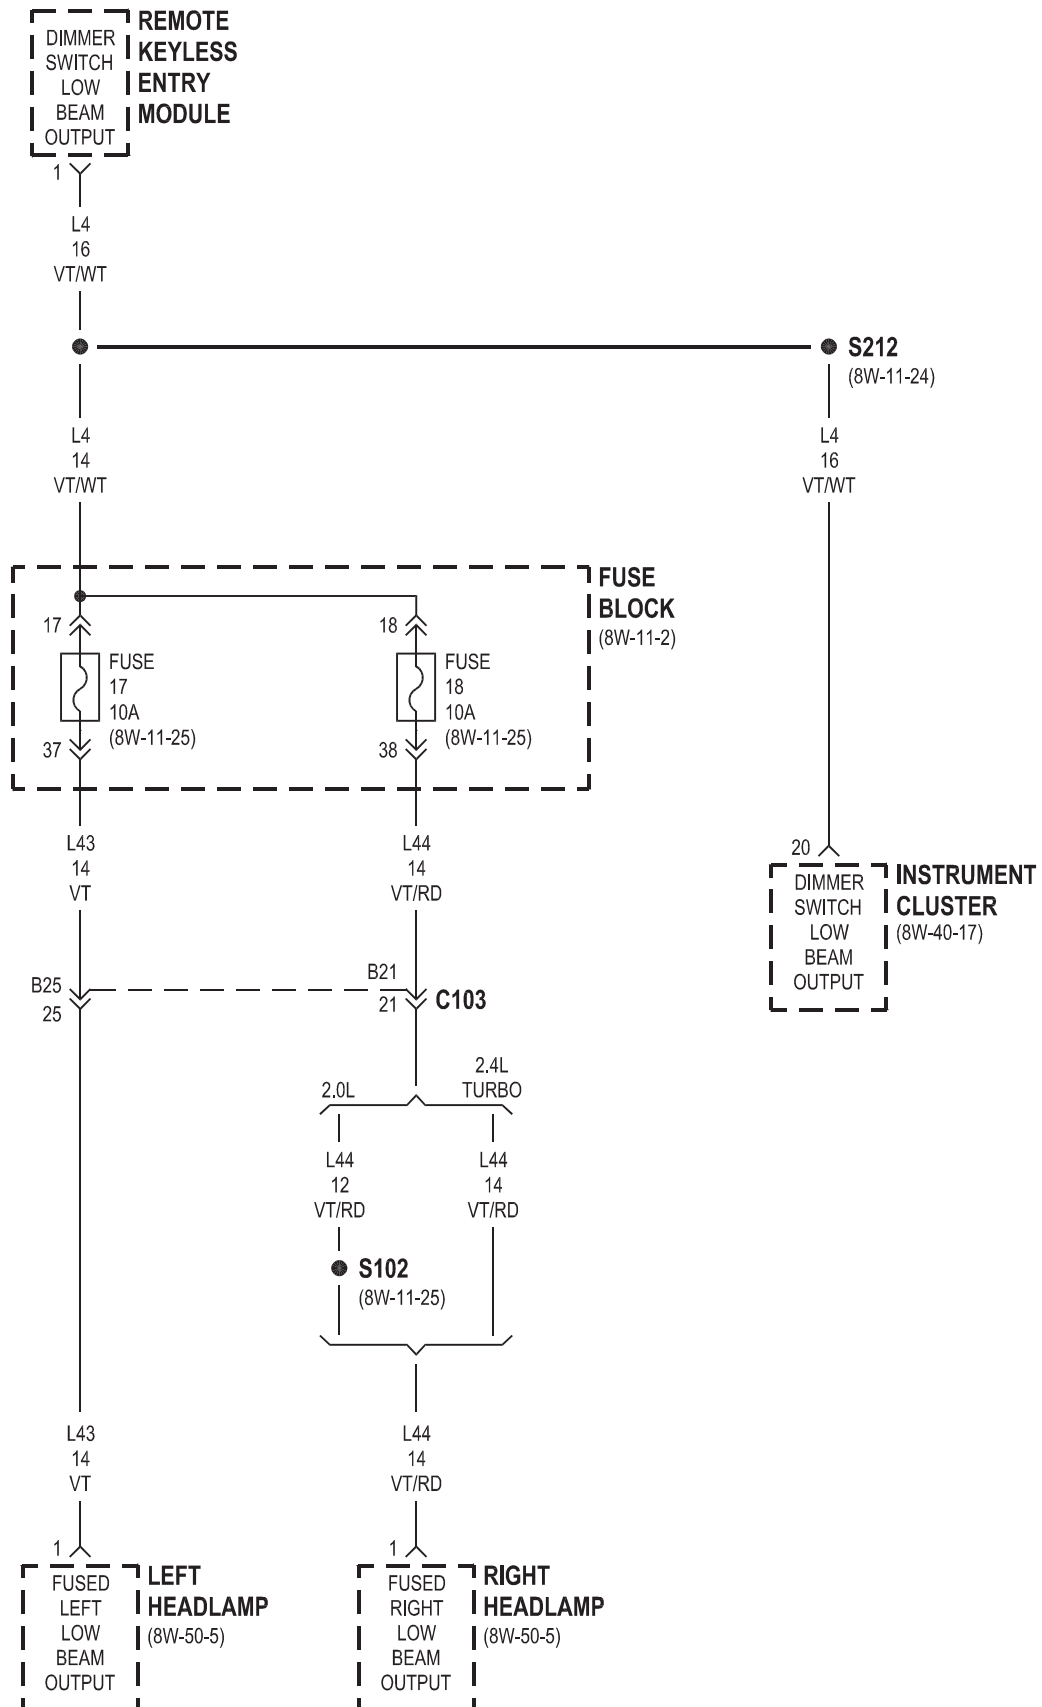 DIMMER
SWITCH
LOW
BEAM
OUTPUT
REMOTE
KEYLESS
ENTRY
MODULE
1
L4
16
VT/WT
S212
(8W-11-24)
L4
14
VT/WT
L4
16
VT/WT
FUSE
BLOCK
(8W-11-2)
17
FUSE
17
10A
(8W-11-25)
37
18
FUSE
18
10A
(8W-11-25)
38
L43
14
VT
L44
14
VT/RD
20
DIMMER
SWITCH
LOW
BEAM
OUTPUT
INSTRUMENT
CLUSTER
(8W-40-17)
B25
25
B21
21
C103
2.0L
2.4L
TURBO
L44
12
VT/RD
L44
14
VT/RD
S102
(8W-11-25)
L43
14
VT
L44
14
VT/RD
1
FUSED
LEFT
LOW
BEAM
OUTPUT
LEFT
HEADLAMP
(8W-50-5)
1
FUSED
RIGHT
LOW
BEAM
OUTPUT
RIGHT
HEADLAMP
(8W-50-5)